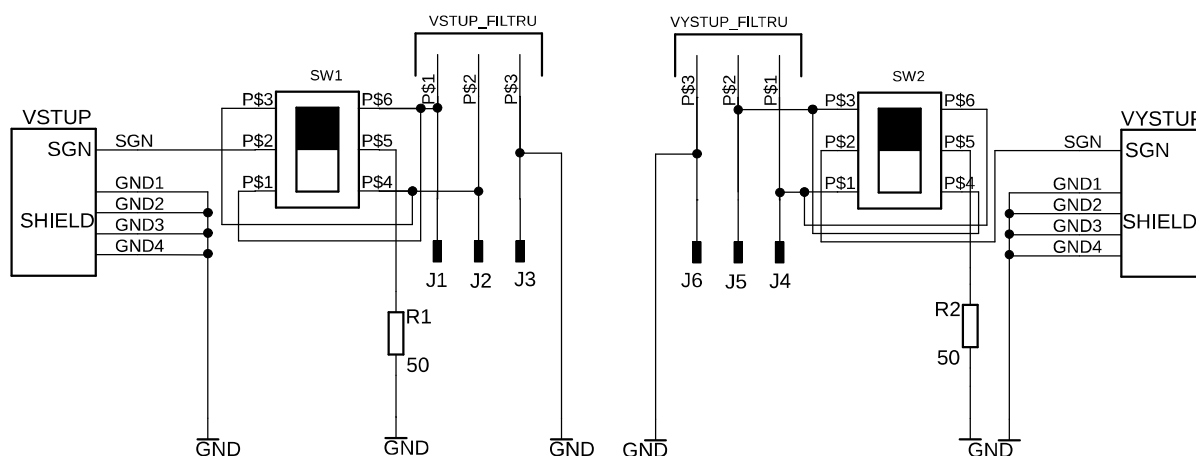 VSTUP_FILTRU
VYSTUP_FILTRU
P$1
P$2
P$3
P$3
P$2
P$1
SW1
SW2
P$3
P$6
P$3
P$6
VSTUP
VYSTUP
SGN
SGN
P$2
P$5
P$2
P$5
SGN
SGN
GND1
P$1
P$4
P$1
P$4
GND1
GND2
GND2
SHIELD
SHIELD
GND3
GND3
GND4
GND4
J1
J2
J3
J6
J5
J4
R1
50
R2
50
GND
GND
GND
GND
GND